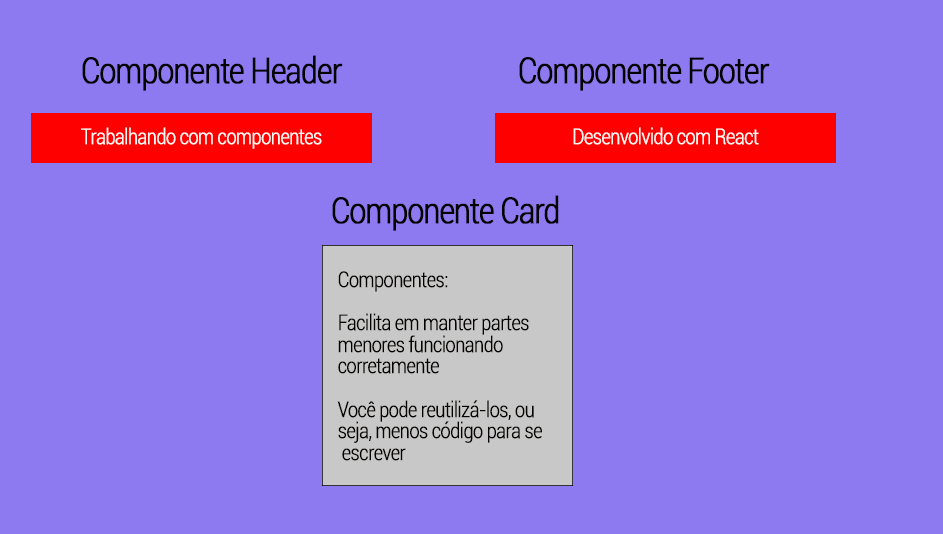 Componente Header
Componente Footer
Trabalhando com componentes
Desenvolvido com React
Componente Card
Componentes:
Facilita em manter partes
menores funcionando
corretamente
Você pode reutilizá-los, ou
seja, menos código para se
escrever